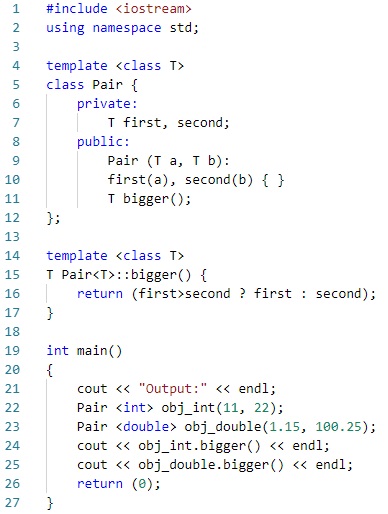 1 #include <iostream>
2 using namespace std;
3
4 template <class T>
5 class Pair {
6     private:
7         T first, second;
8     public:
9         Pair (T a, T b):
10         first(a), second(b) { }
11         T bigger();
12 };
13
14 template <class T>
15 T Pair<T>::bigger() {
16     return (first>second ? first : second);
17 }
18
19 int main()
20 {
21     cout << "Output:" << endl;
22     Pair <int> obj_int(11, 22);
23     Pair <double> obj_double(1.15, 100.25);
24     cout << obj_int.bigger() << endl;
25     cout << obj_double.bigger() << endl;
26     return (0);
27 }